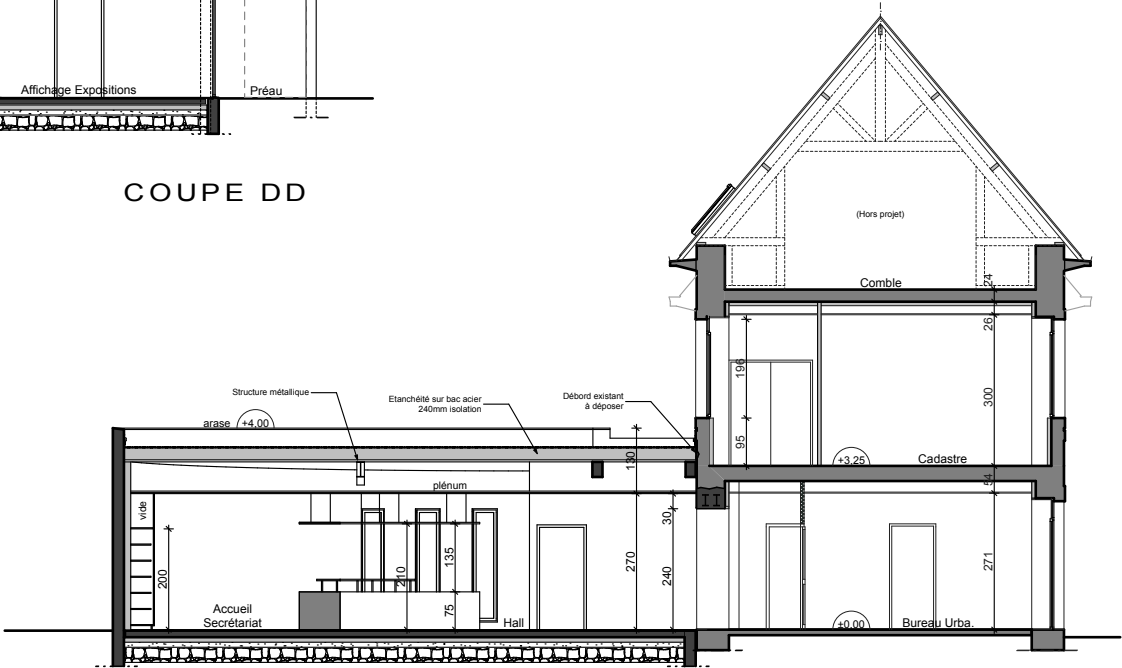 Affichage Expositions
Préau
COUPE DD
(Hors projet)
Comble
24
26
196
300
95
Structure métallique
Etanchéité sur bac acier
240mm isolation
Débord existant
à déposer
arase
+4.00
130
+3.25
Cadastre
54
plénum
vide
30
200
210
135
270
240
271
75
Accueil
Secrétariat
Hall
±0.00
Bureau Urba.